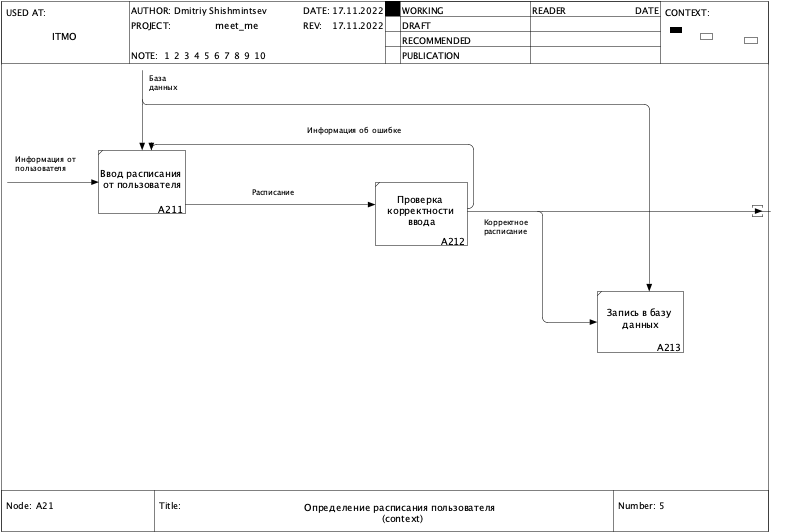 USED AT:
ITMO
AUTHOR: Dmitriy Shishmintsev
DATE: 17.11.2022
PROJECT: meet_me
REV: 17.11.2022
NOTE: 1 2 3 4 5 6 7 8 9 10
WORKING
DRAFT
RECOMMENDED
PUBLICATION
READER DATE
CONTEXT:
База
данных
Информация об ошибке
Информация от
пользователя
Ввод расписания
от пользователя
A211
Расписание
Проверка
корректности
ввода
A212
Корректное
расписание
Запись в базу
данных
A213
Node: A21
Title:
Определение расписания пользователя
(context)
Number: 5